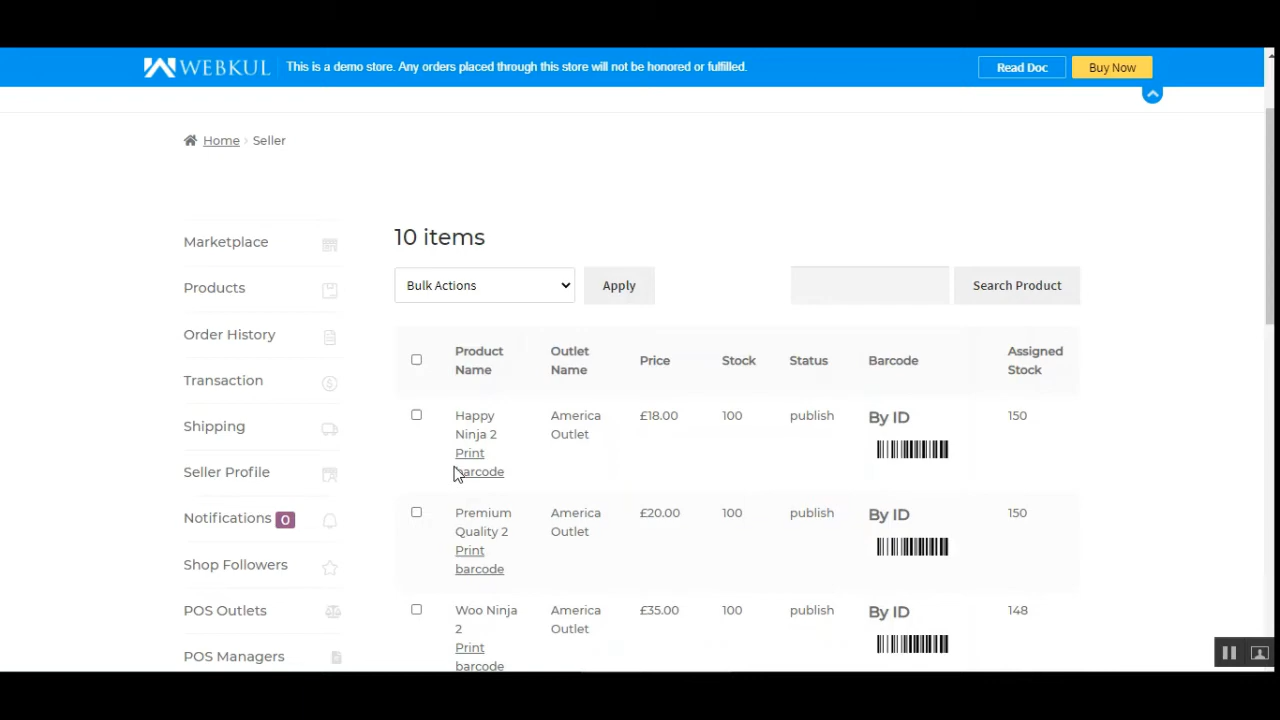 WEBKUL This is a demo store. Any orders placed through this store will not be honored or fulfilled. Read Doc Buy Now
Home › Seller
Marketplace
Products
Order History
Transaction
Shipping
Seller Profile
Notifications 0
Shop Followers
POS Outlets
POS Managers
10 items
Bulk Actions Apply Search Product
Product Name Outlet Name Price Stock Status Barcode Assigned Stock
Happy America £18.00 100 publish By ID 150
Ninja 2 Outlet
Print
barcode
Premium America £20.00 100 publish By ID 150
Quality 2 Outlet
Print
barcode
Woo Ninja America £35.00 100 publish By ID 148
2 Outlet
Print
barcode